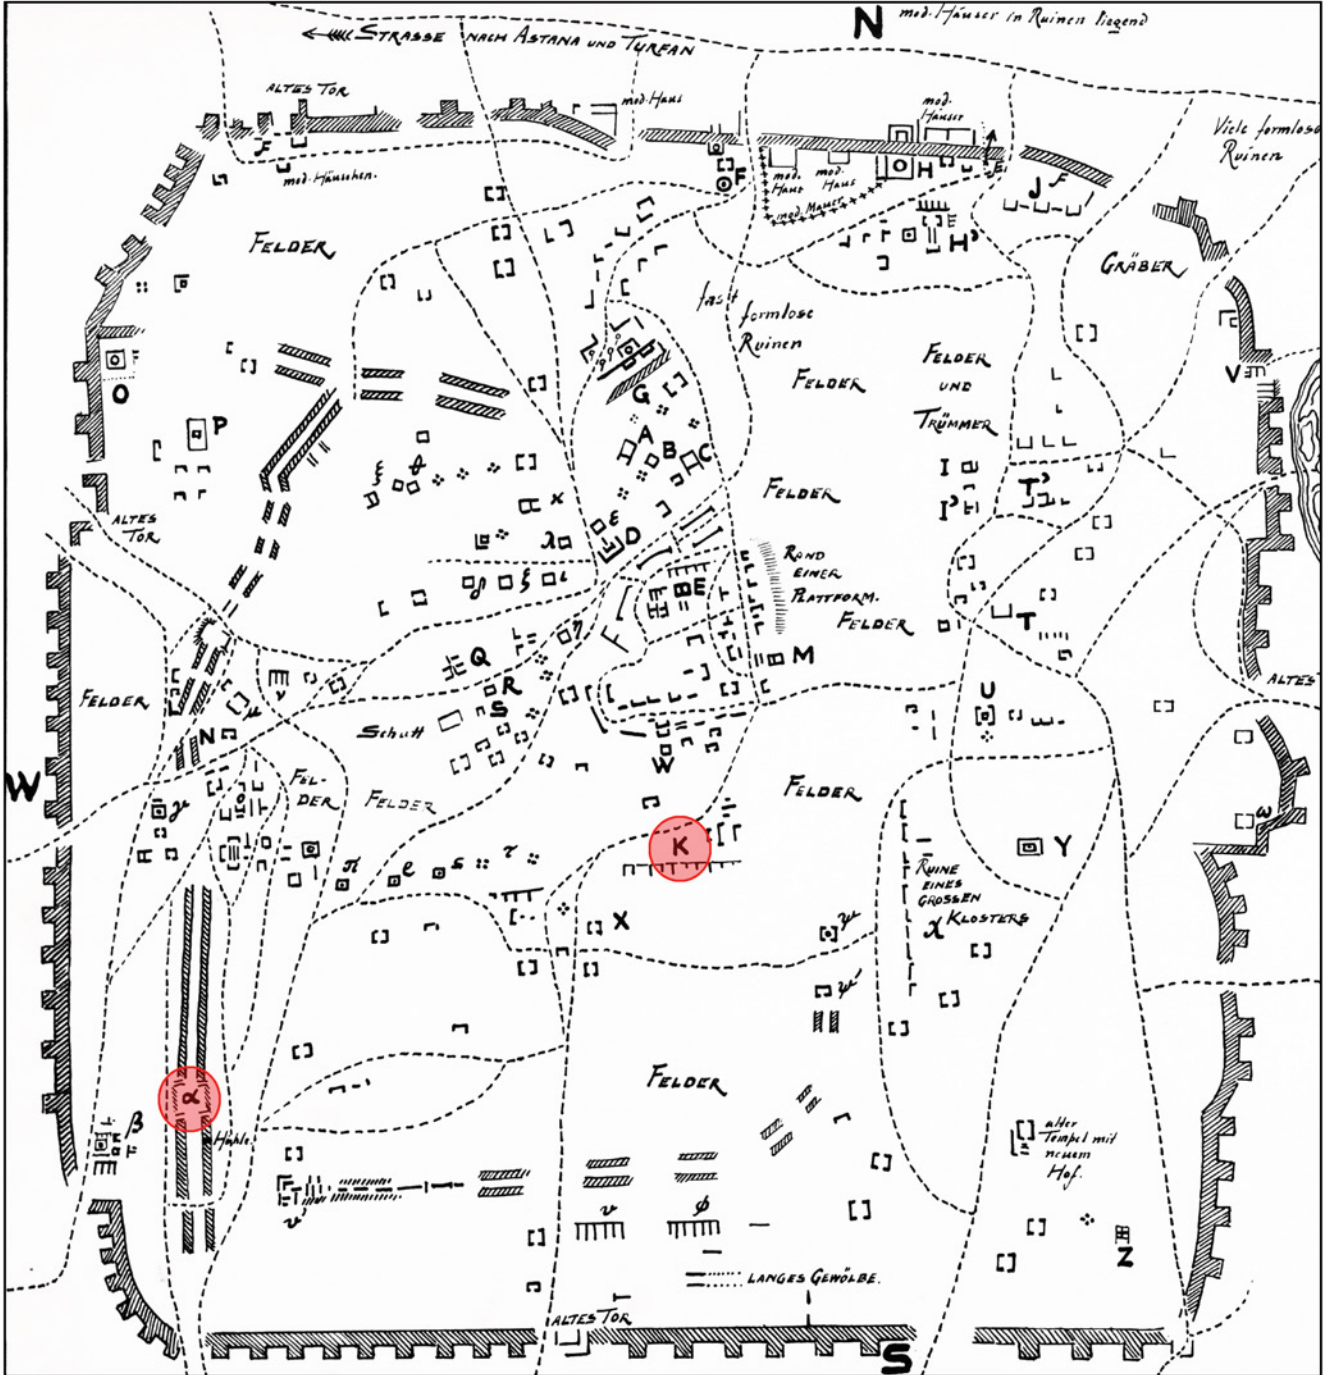 N
mod. Häuser in Ruinen liegend
STRASSE NACH ASTANA UND TURFAN
ALTES TOR
mod. Haus
mod. Häuser
Viele formlose Ruinen
mod. Häuschen.
F
mod. Haus
mod. Haus
mod. Mauer
H
J
FELDER
H'
GRÄBER
fast formlose Ruinen
O
G
FELDER
FELDER UND TRÜMMER
V
P
A
B
C
FELDER
I
I'
T'
ALTES TOR
ε
D
λ
RAND EINER PLATTFORM.
E
FELDER
T
η
Q
M
R
S
FELDER
μ
ν
N
Schutt
U
ALTES
W
W
γ
FEL-
DER
FELDER
FELDER
ω
K
Y
π
τ
RUINE EINES GROSSEN KLOSTERS
X
ψ
ψ'
α
FELDER
β
Höhle.
alter Tempel mit neuem Hof.
υ
φ
Z
LANGES GEWÖLBE.
ALTES TOR
S